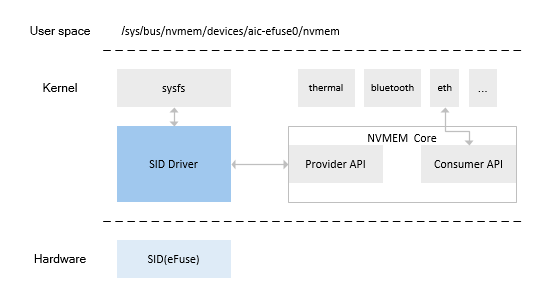 User space /sys/bus/nvmem/devices/aic-efuse0/nvmem
Kernel sysfs thermal bluetooth eth ...
NVMEM Core
SID Driver Provider API Consumer API
Hardware SID(eFuse)